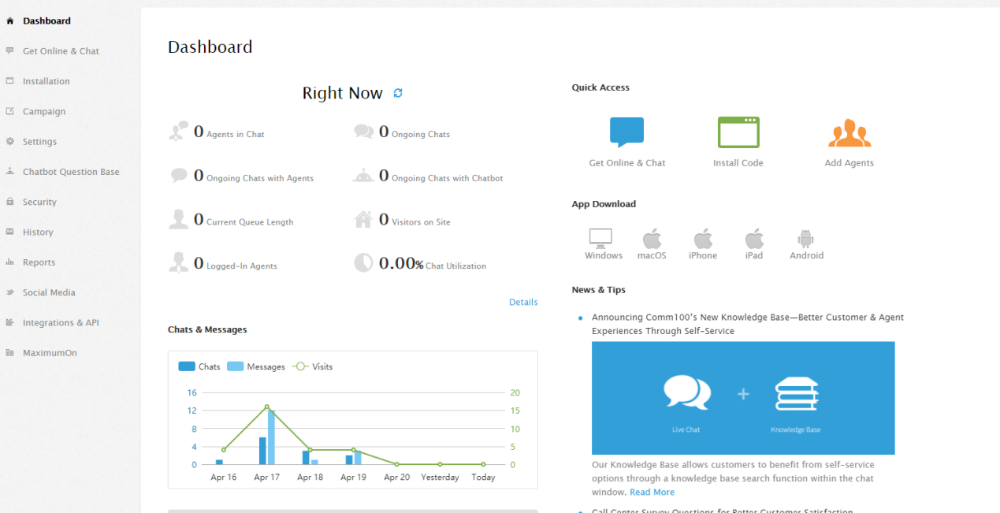 Dashboard
Get Online & Chat
Installation
Campaign
Settings
Chatbot Question Base
Security
History
Reports
Social Media
Integrations & API
MaximumOn
Dashboard
Right Now
0 Agents in Chat
0 Ongoing Chats
0 Ongoing Chats with Agents
0 Ongoing Chats with Chatbot
0 Current Queue Length
0 Visitors on Site
0 Logged-In Agents
0.00% Chat Utilization
Details
Chats & Messages
Chats Messages Visits
16 20
12 15
8 10
4 5
0 0
Apr 16 Apr 17 Apr 18 Apr 19 Apr 20 Yesterday Today
Quick Access
Get Online & Chat Install Code Add Agents
App Download
Windows macOS iPhone iPad Android
News & Tips
Announcing Comm100's New Knowledge Base—Better Customer & Agent
Experiences Through Self-Service
Live Chat + Knowledge Base
Our Knowledge Base allows customers to benefit from self-service
options through a knowledge base search function within the chat
window. Read More
Call Center Survey Questions for Better Customer Satisfaction